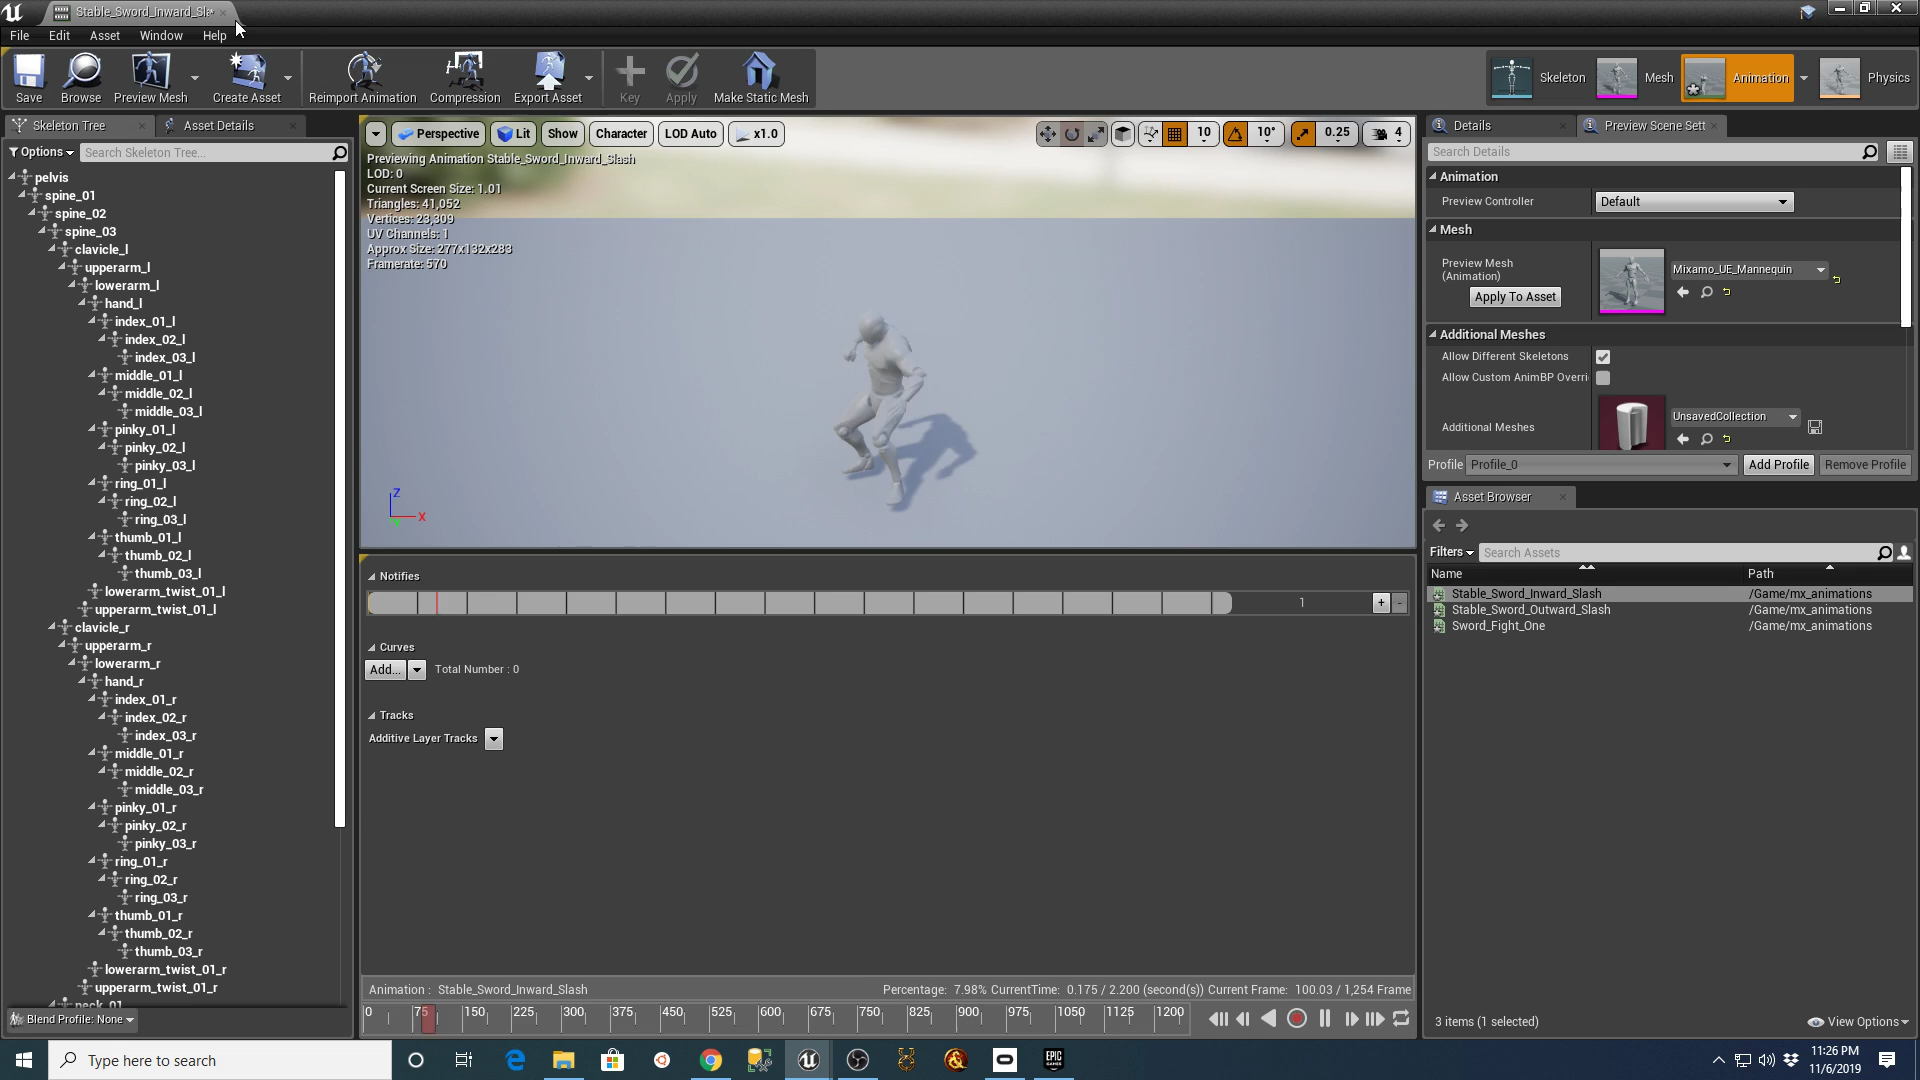 Stable_Sword_Inward_Sla*
File Edit Asset Window Help
Save Browse Preview Mesh Create Asset Reimport Animation Compression Export Asset Key Apply Make Static Mesh
Skeleton Mesh Animation Physics
Skeleton Tree Asset Details
Options Search Skeleton Tree...
pelvis
spine_01
spine_02
spine_03
clavicle_l
upperarm_l
lowerarm_l
hand_l
index_01_l
index_02_l
index_03_l
middle_01_l
middle_02_l
middle_03_l
pinky_01_l
pinky_02_l
pinky_03_l
ring_01_l
ring_02_l
ring_03_l
thumb_01_l
thumb_02_l
thumb_03_l
lowerarm_twist_01_l
upperarm_twist_01_l
clavicle_r
upperarm_r
lowerarm_r
hand_r
index_01_r
index_02_r
index_03_r
middle_01_r
middle_02_r
middle_03_r
pinky_01_r
pinky_02_r
pinky_03_r
ring_01_r
ring_02_r
ring_03_r
thumb_01_r
thumb_02_r
thumb_03_r
lowerarm_twist_01_r
upperarm_twist_01_r
neck_01
Blend Profile: None
Perspective Lit Show Character LOD Auto x1.0 10 10° 0.25 4
Previewing Animation Stable_Sword_Inward_Slash
LOD: 0
Current Screen Size: 1.01
Triangles: 41,052
Vertices: 23,309
UV Channels: 1
Approx Size: 277x132x283
Framerate: 570
Z
X
Notifies
1 + -
Curves
Add... Total Number : 0
Tracks
Additive Layer Tracks
Animation : Stable_Sword_Inward_Slash Percentage: 7.98% CurrentTime: 0.175 / 2.200 (second(s)) Current Frame: 100.03 / 1,254 Frame
0 75 150 225 300 375 450 525 600 675 750 825 900 975 1050 1125 1200
Details Preview Scene Sett
Search Details
Animation
Preview Controller Default
Mesh
Preview Mesh
(Animation)
Apply To Asset
Mixamo_UE_Mannequin
Additional Meshes
Allow Different Skeletons
Allow Custom AnimBP Overri
Additional Meshes UnsavedCollection
Profile Profile_0 Add Profile Remove Profile
Asset Browser
Filters Search Assets
Name Path
Stable_Sword_Inward_Slash /Game/mx_animations
Stable_Sword_Outward_Slash /Game/mx_animations
Sword_Fight_One /Game/mx_animations
3 items (1 selected) View Options
Type here to search
EPIC GAMES
11:26 PM
11/6/2019